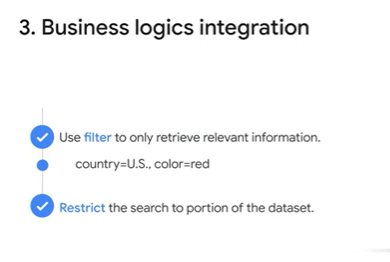 3. Business logics integration
Use filter to only retrieve relevant information.
country=U.S., color=red
Restrict the search to portion of the dataset.